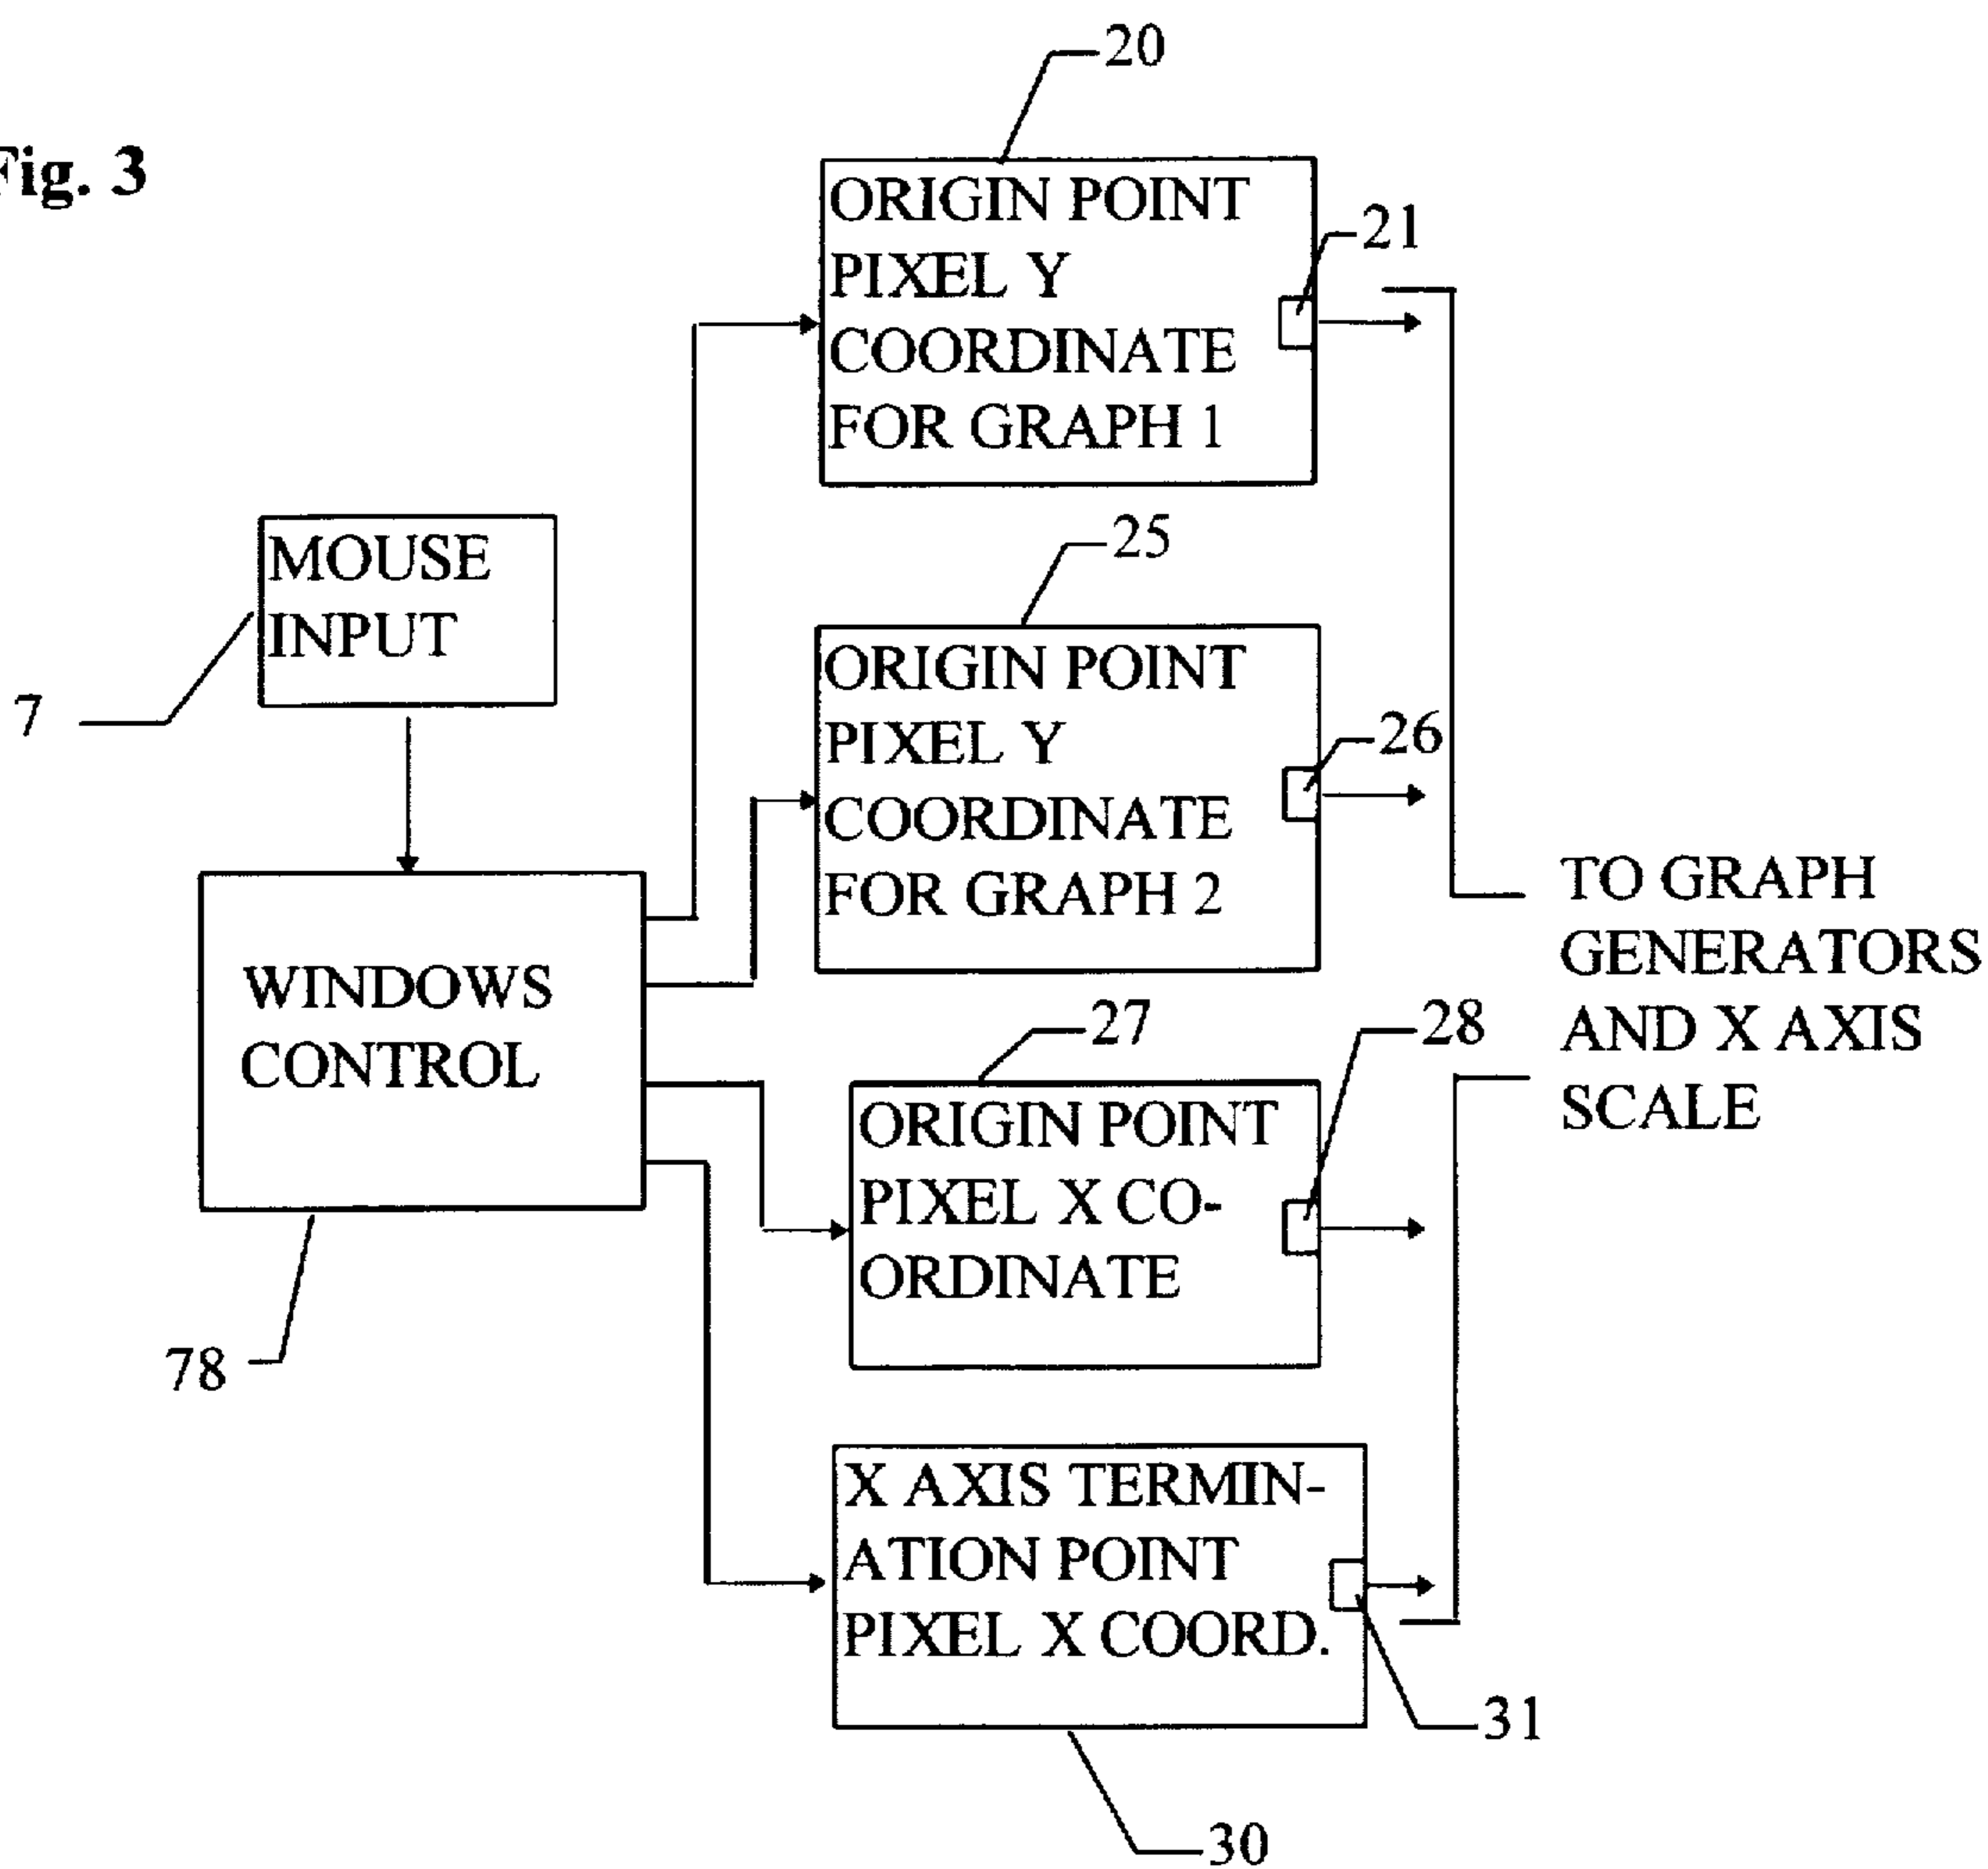 20
Fig. 3
ORIGIN POINT
PIXEL Y
COORDINATE
FOR GRAPH 1
21
MOUSE
INPUT
7
25
ORIGIN POINT
PIXEL Y
COORDINATE
FOR GRAPH 2
26
TO GRAPH
GENERATORS
AND X AXIS
SCALE
WINDOWS
CONTROL
78
27
28
ORIGIN POINT
PIXEL X CO-
ORDINATE
X AXIS TERMIN-
ATION POINT
PIXEL X COORD.
31
30